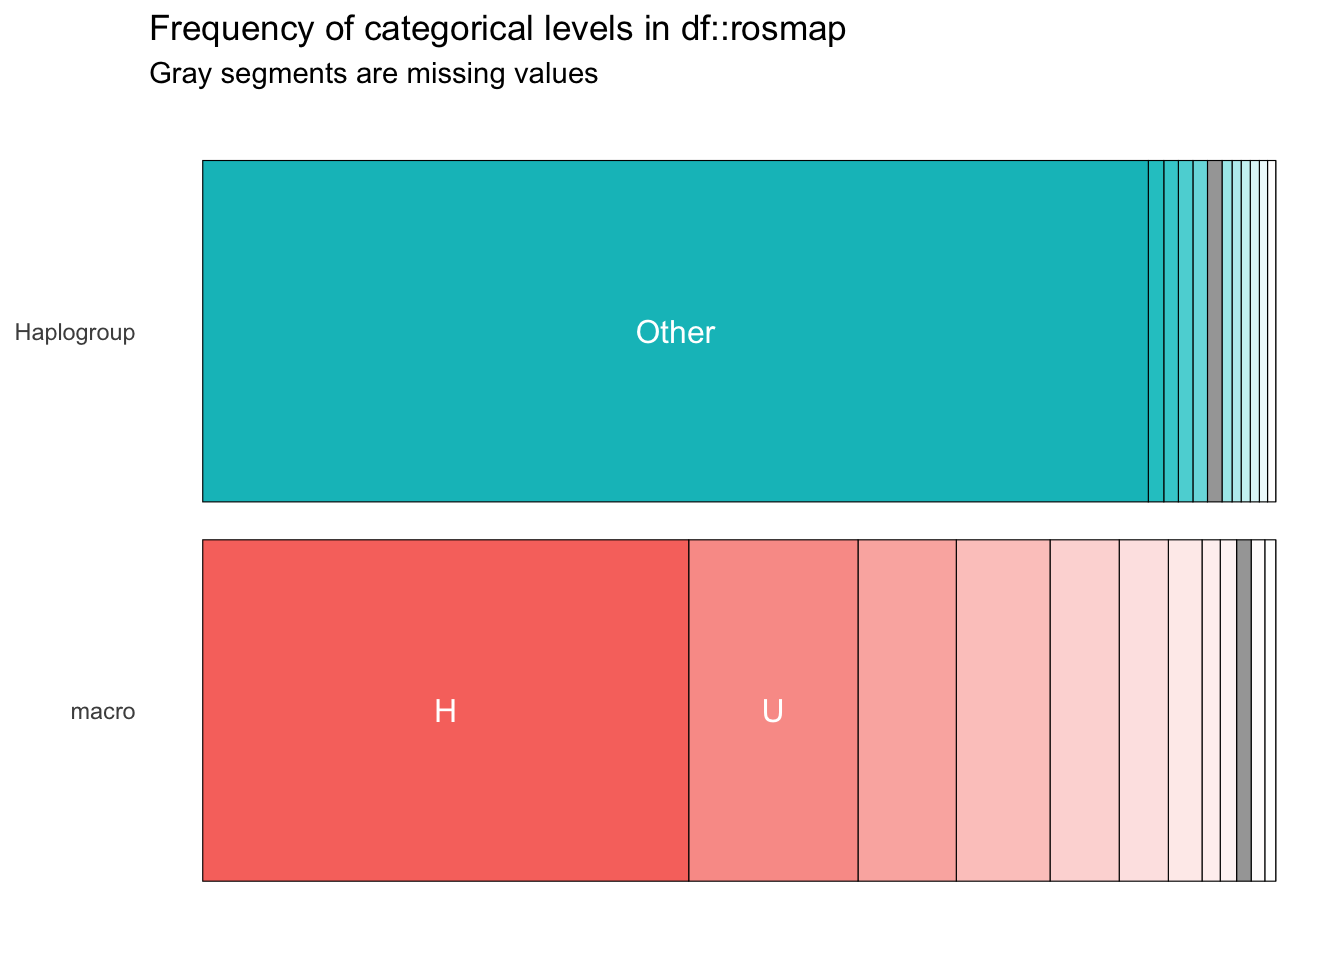 Frequency of categorical levels in df::rosmap
Gray segments are missing values
Haplogroup
Other
macro
H
U